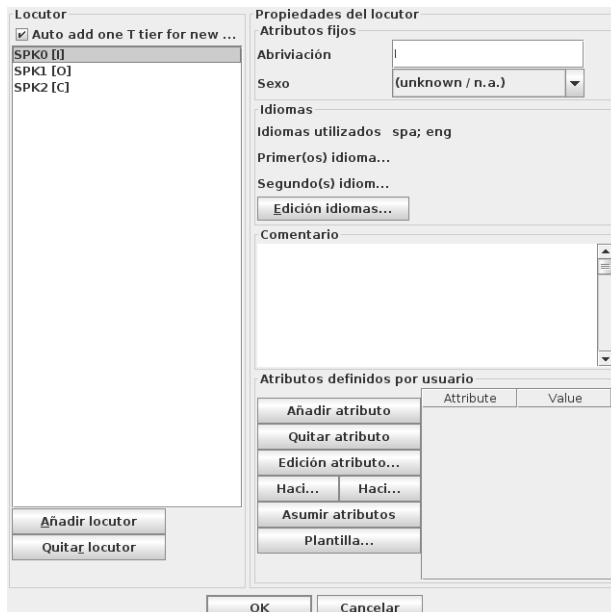 Locutor
Auto add one T tier for new ...
SPK0 [I]
SPK1 [O]
SPK2 [C]
Añadir locutor
Quitar locutor
Propiedades del locutor
Atributos fijos
Abriviación
I
Sexo
(unknown / n.a.)
Idiomas
Idiomas utilizados spa; eng
Primer(os) idioma...
Segundo(s) idiom...
Edición idiomas...
Comentario
Atributos definidos por usuario
Añadir atributo
Quitar atributo
Edición atributo...
Haci... Haci...
Asumir atributos
Plantilla...
Attribute Value
OK Cancelar